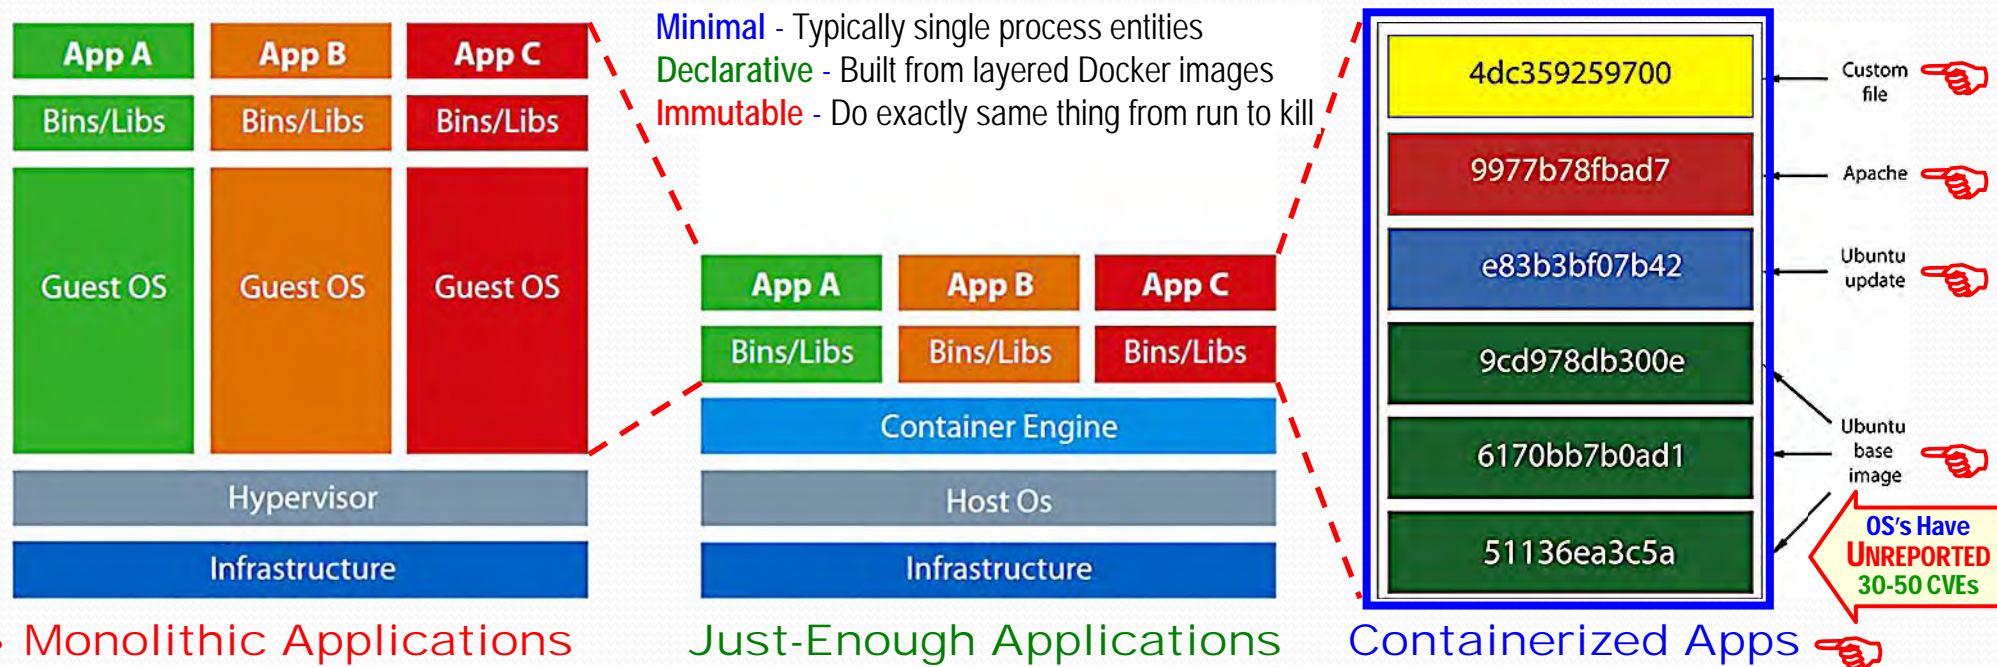 App A
App B
App C
Bins/Libs
Bins/Libs
Bins/Libs
Guest OS
Guest OS
Guest OS
Hypervisor
Infrastructure
• Monolithic Applications
Minimal - Typically single process entities
Declarative - Built from layered Docker images
Immutable - Do exactly same thing from run to kill
App A
App B
App C
Bins/Libs
Bins/Libs
Bins/Libs
Container Engine
Host Os
Infrastructure
Just-Enough Applications
4dc359259700
9977b78fbad7
e83b3bf07b42
9cd978db300e
6170bb7b0ad1
51136ea3c5a
Custom
file
Apache
Ubuntu
update
Ubuntu
base
image
OS's Have
UNREPORTED
30-50 CVEs
Containerized Apps